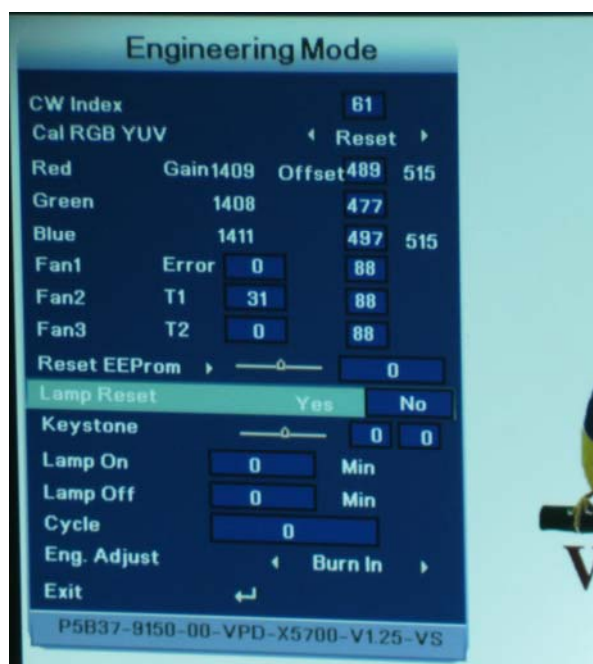 Engineering Mode
CW Index 61
Cal RGB YUV Reset
Red Gain 1409 Offset 489 515
Green 1408 477
Blue 1411 497 515
Fan1 Error 0 88
Fan2 T1 31 88
Fan3 T2 0 88
Reset EEProm 0
Lamp Reset Yes No
Keystone 0 0
Lamp On 0 Min
Lamp Off 0 Min
Cycle 0
Eng. Adjust Burn In
Exit
P5B37-9150-00-VPD-X5700-V1.25-VS
V